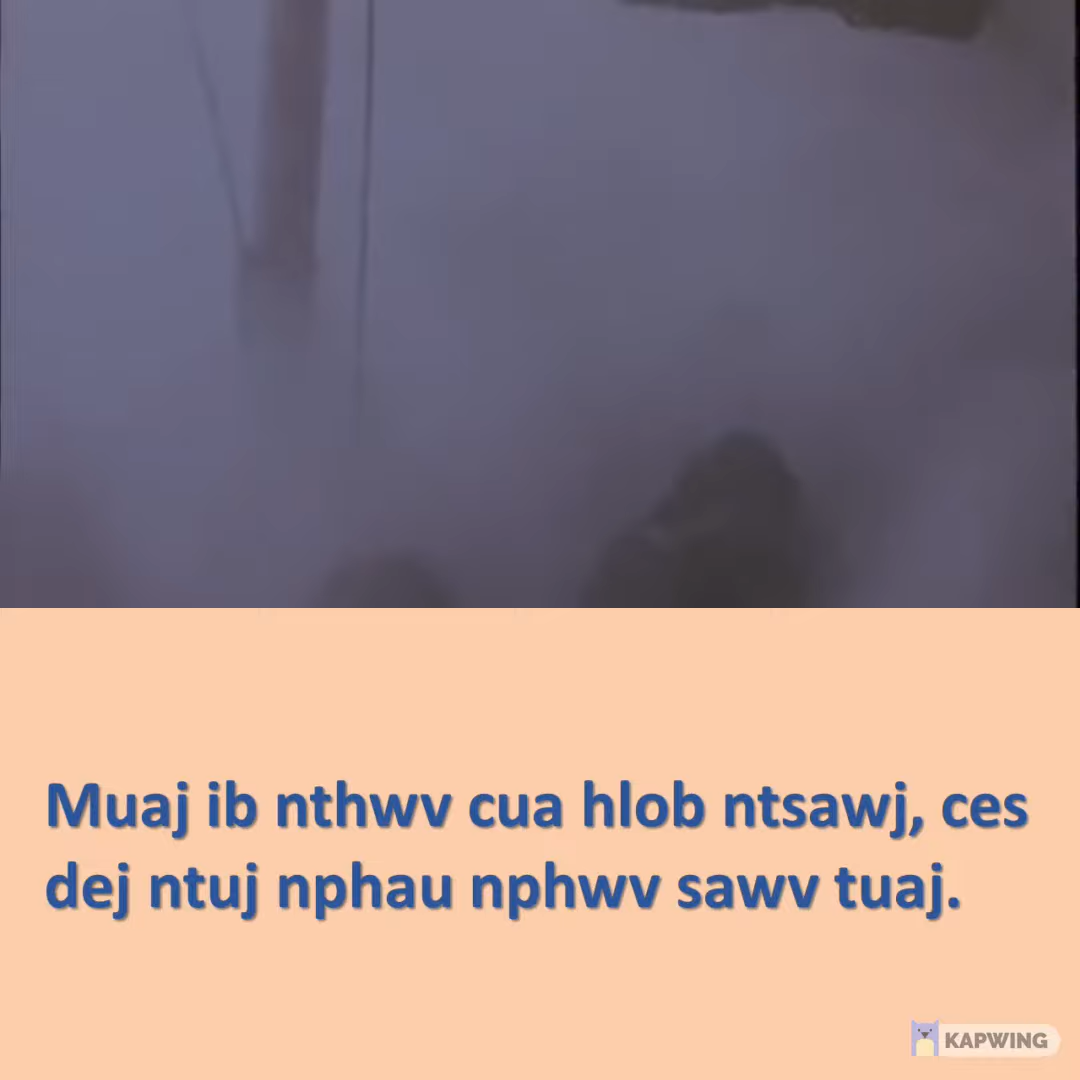 Muaj ib nthwv cua hlob ntsawj, ces
dej ntuj nphau nphwv sawv tuaj.
KAPWING